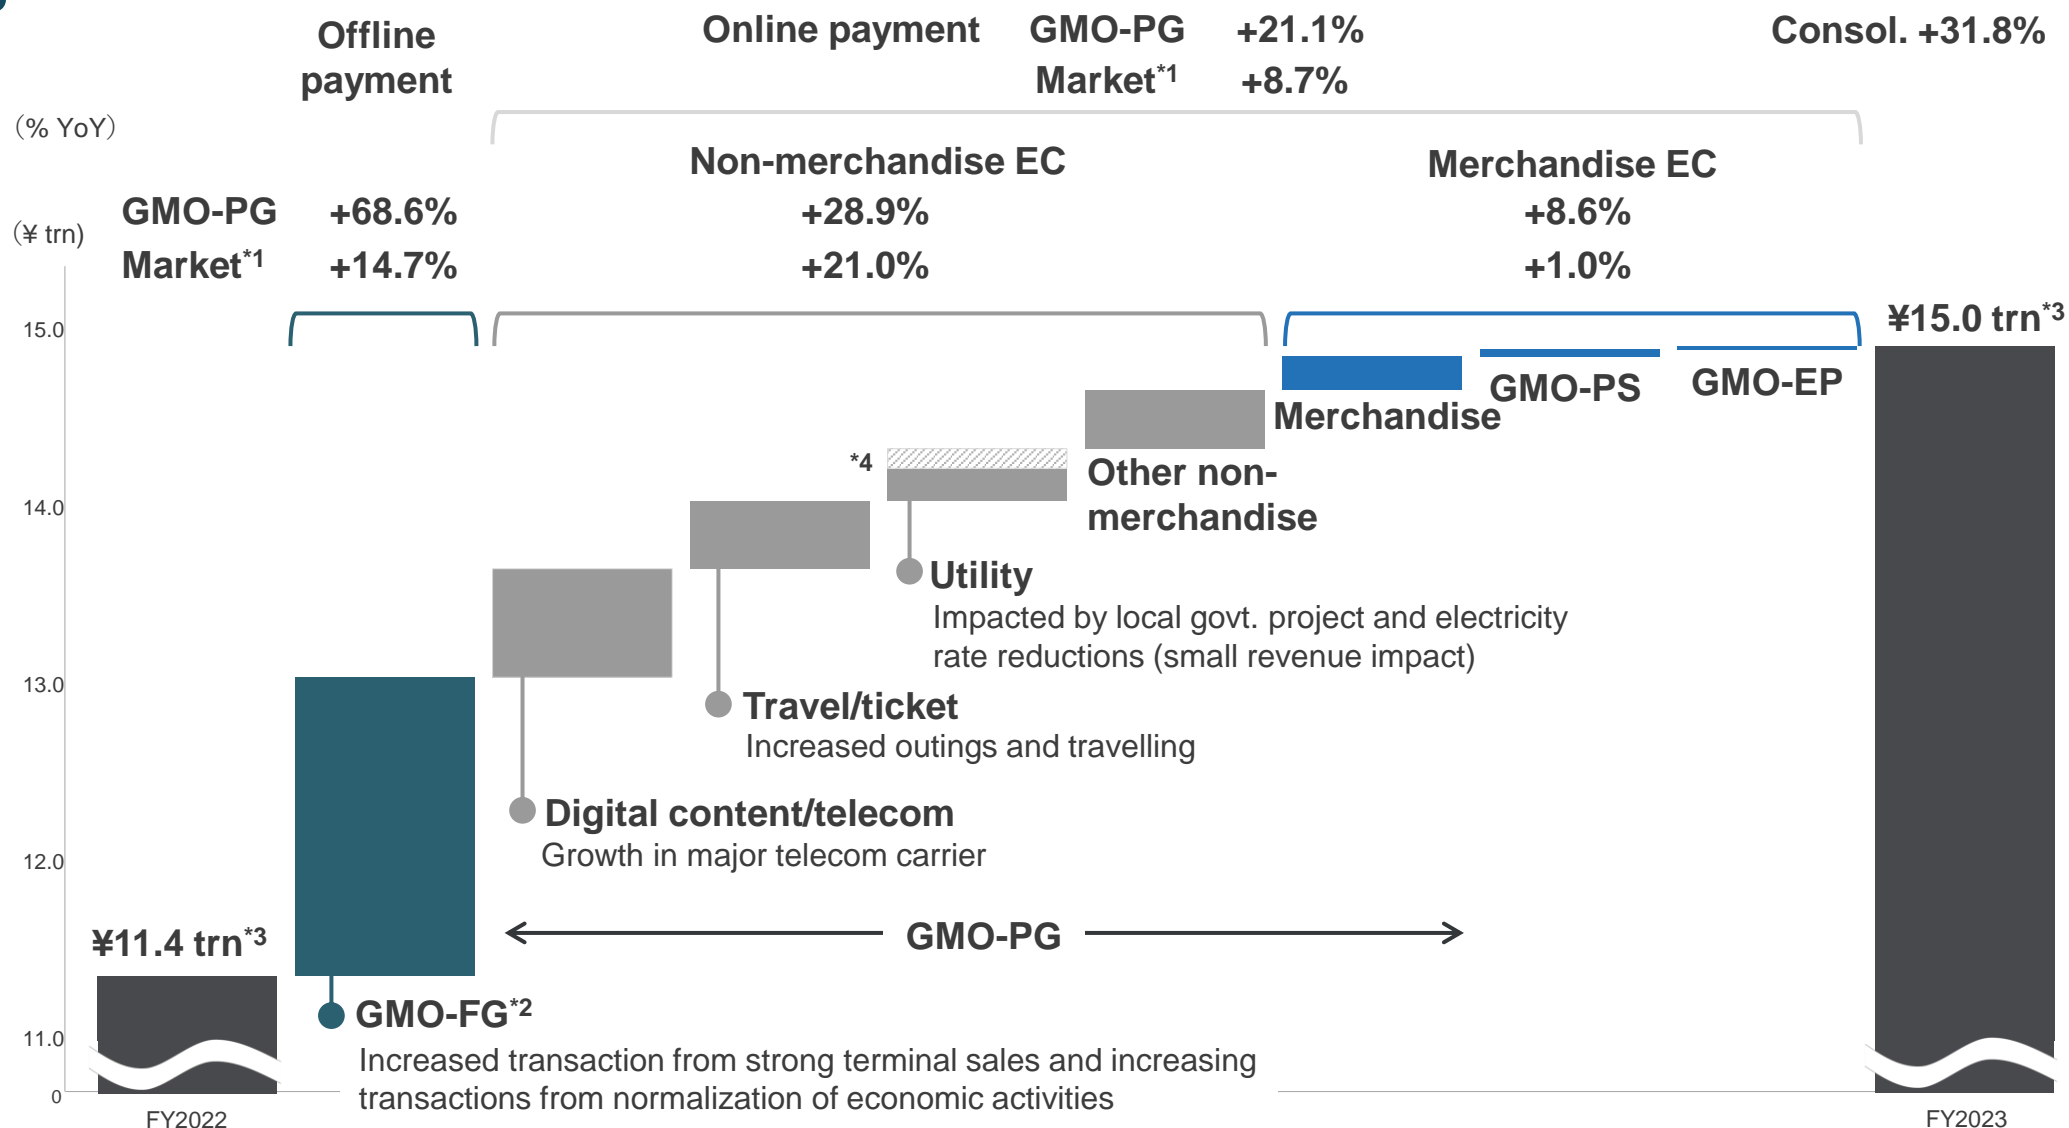 Offline
payment
Online payment GMO-PG +21.1%
Market*1 +8.7%
Consol. +31.8%
（% YoY）
Non-merchandise EC
Merchandise EC
GMO-PG +68.6% +28.9% +8.6%
（¥ trn)
Market*1 +14.7% +21.0% +1.0%
15.0
¥15.0 trn*3
GMO-PS
GMO-EP
Merchandise
*4
Other non-
merchandise
14.0
Utility
Impacted by local govt. project and electricity
rate reductions (small revenue impact)
13.0
Travel/ticket
Increased outings and travelling
Digital content/telecom
Growth in major telecom carrier
12.0
¥11.4 trn*3
GMO-PG
GMO-FG*2
11.0
Increased transaction from strong terminal sales and increasing
transactions from normalization of economic activities
0
FY2022
FY2023